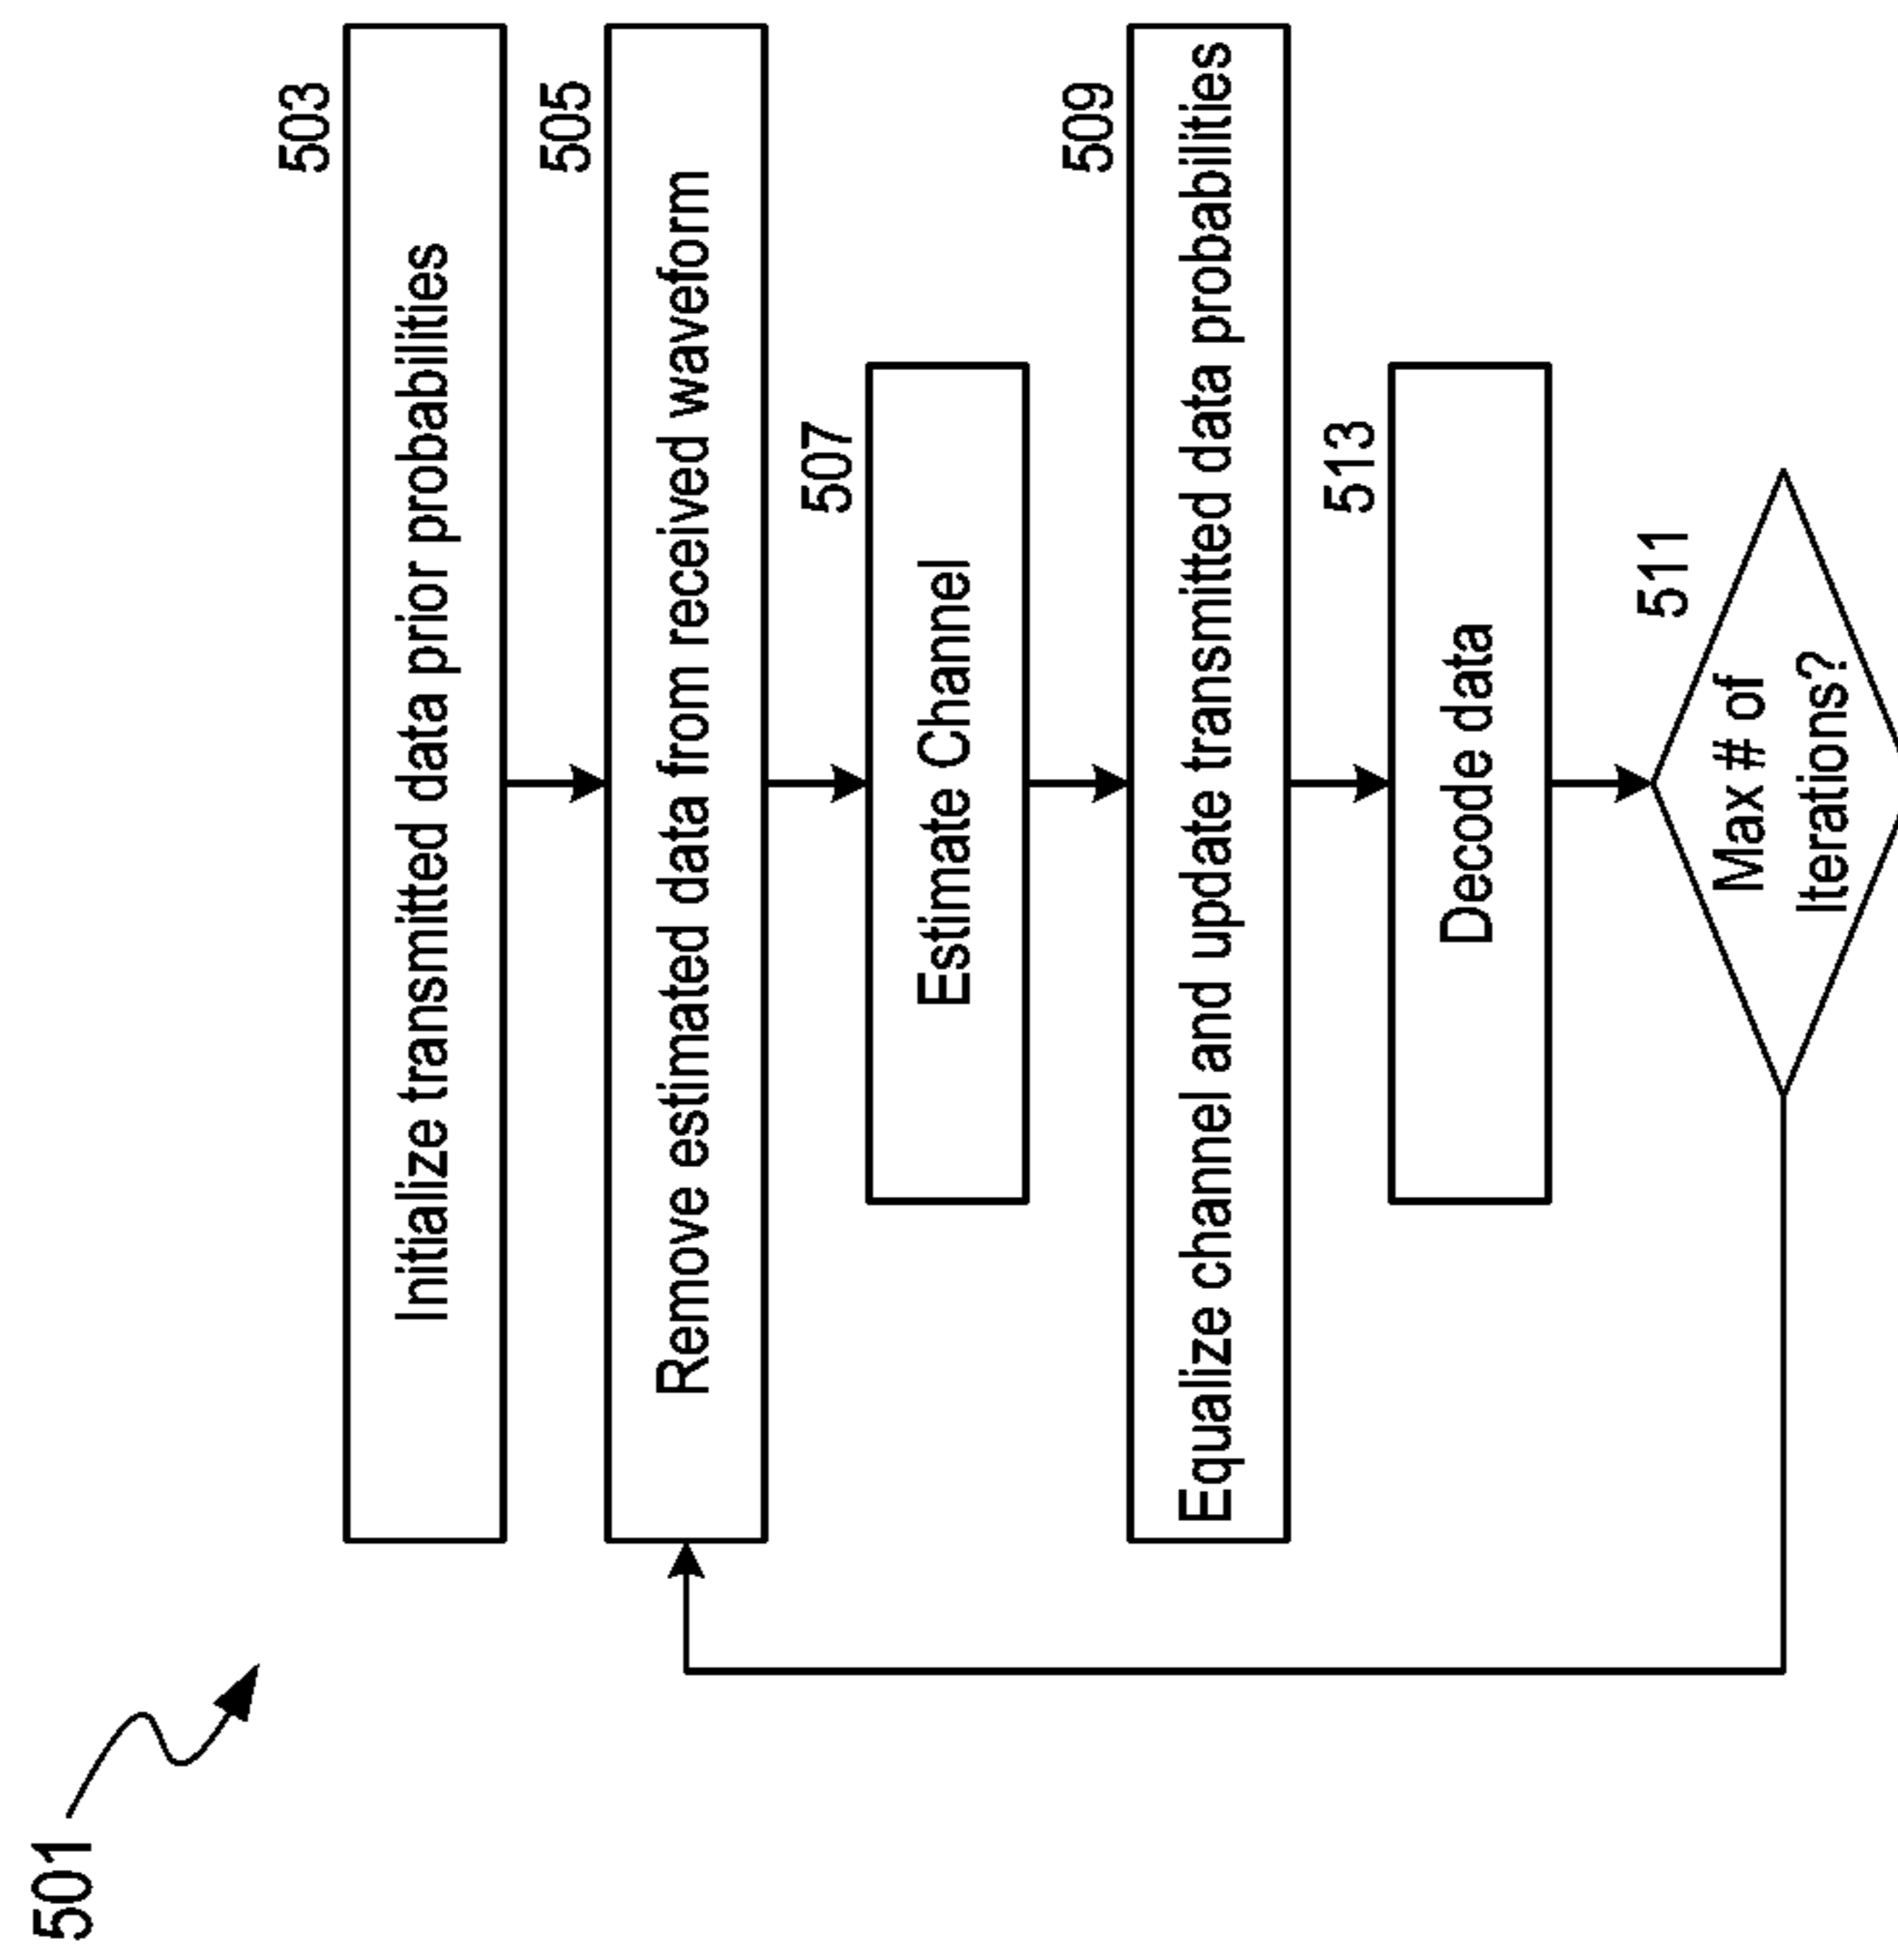 501
503
Initialize transmitted data prior probabilities
505
Remove estimated data from received waveform
507
Estimate Channel
509
Equalize channel and update transmitted data probabilities
513
Decode data
511
Max # of
Iterations?